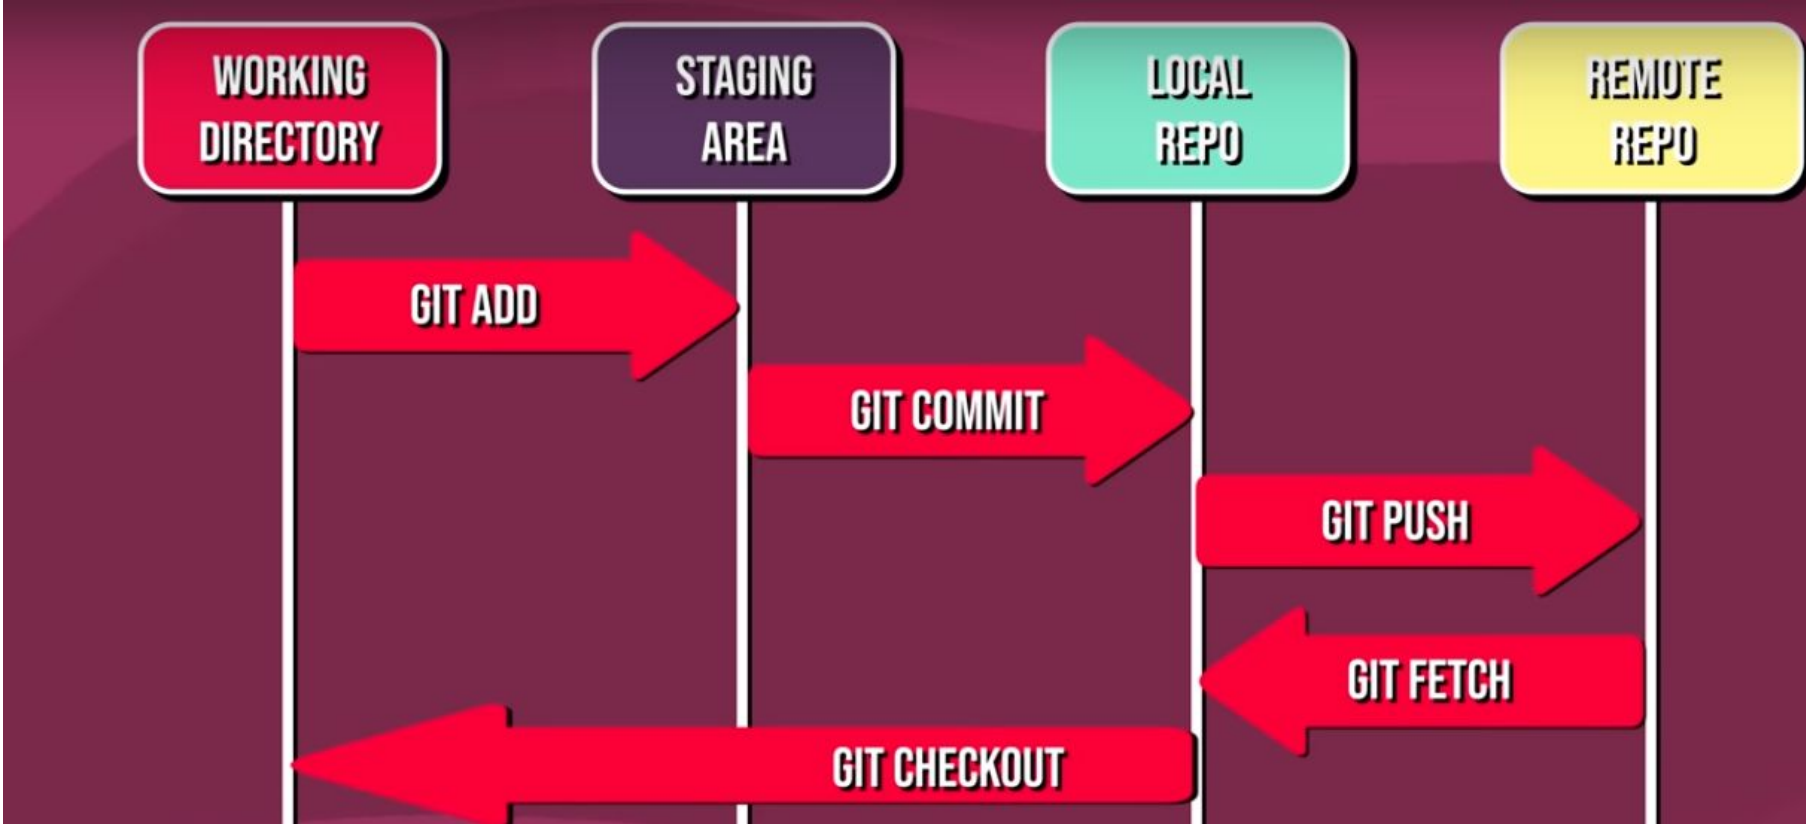 WORKING
DIRECTORY
STAGING
AREA
LOCAL
REPO
REMOTE
REPO
GIT ADD
GIT COMMIT
GIT PUSH
GIT FETCH
GIT CHECKOUT